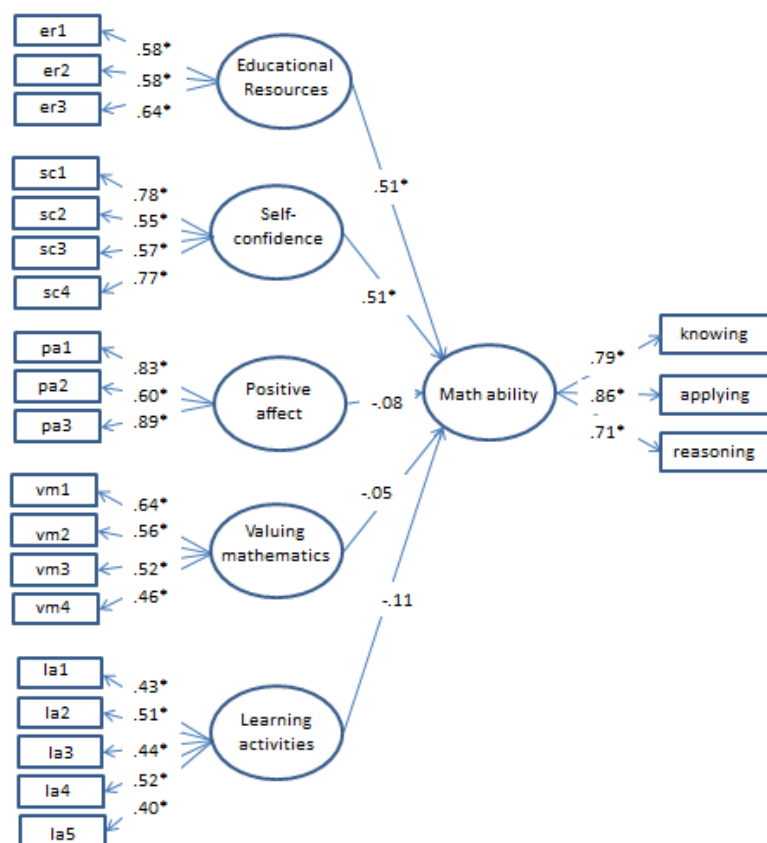 er1
er2
er3
.58*
.58*
.64*
Educational
Resources
sc1
sc2
sc3
sc4
.78*
.55*
.57*
.77*
Self-
confidence
pa1
pa2
pa3
.83*
.60*
.89*
Positive
affect
vm1
vm2
vm3
vm4
.64*
.56*
.52*
.46*
Valuing
mathematics
la1
la2
la3
la4
la5
.43*
.51*
.44*
.52*
.40*
Learning
activities
.51*
.51*
-.08
-.05
-.11
Math ability
.79*
.86*
.71*
knowing
applying
reasoning